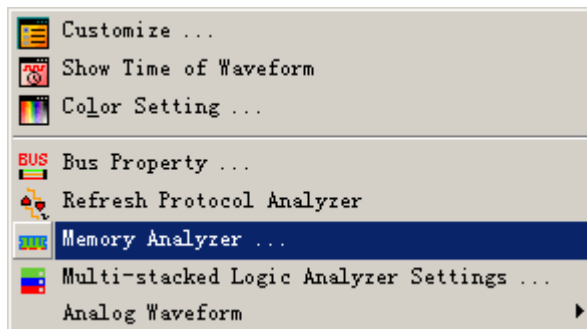 Customize ...
Show Time of Waveform
Color Setting ...
BUS Bus Property ...
Refresh Protocol Analyzer
Memory Analyzer ...
Multi-stacked Logic Analyzer Settings ...
Analog Waveform